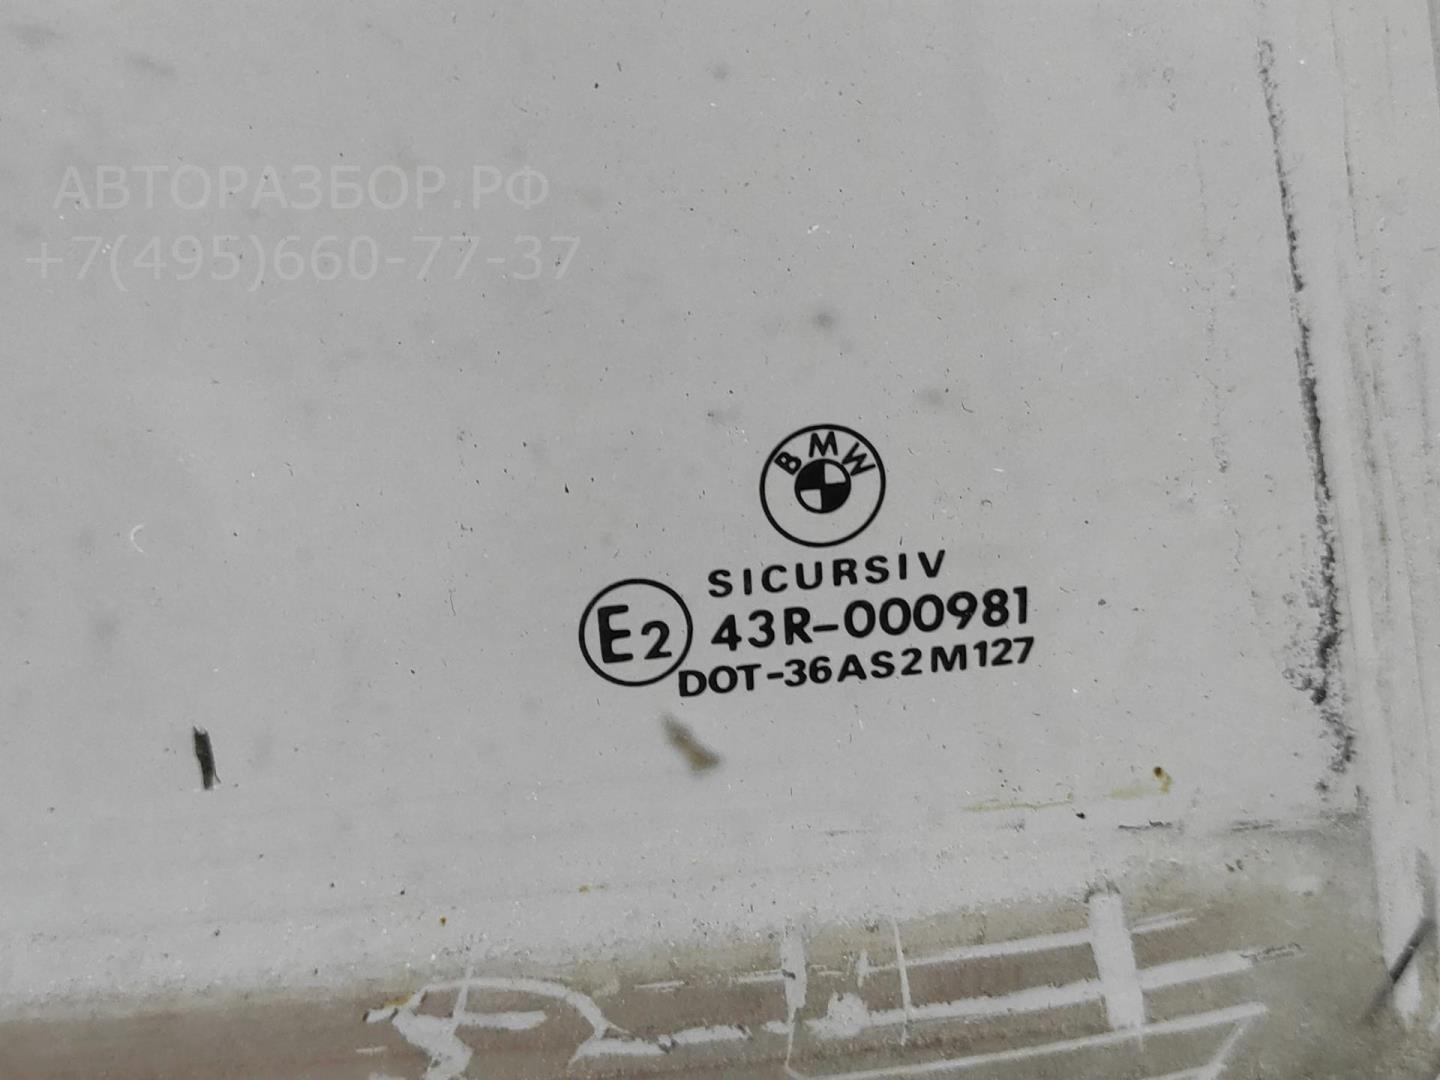 АВТОРАЗБОР.РФ
+7(495)660-77-37
BMW
SICURSIV
E2 43R-000981
DOT-36AS2M127